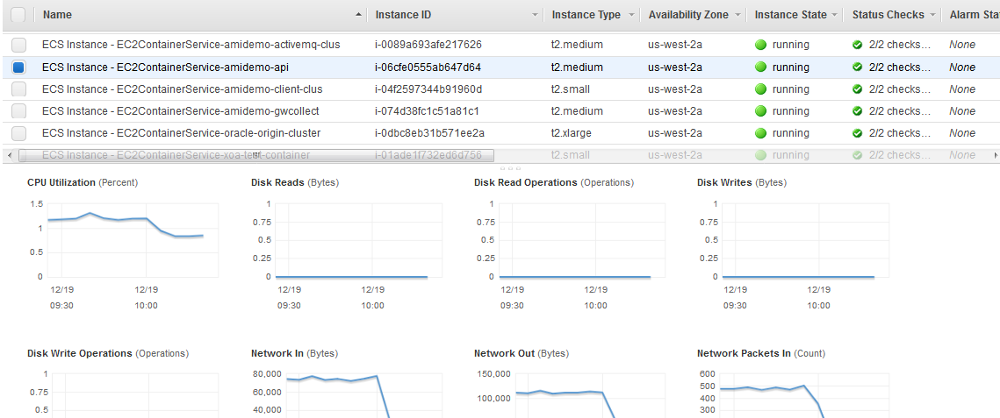 Name Instance ID Instance Type Availability Zone Instance State Status Checks Alarm Stat
ECS Instance - EC2ContainerService-amidemo-activemq-clus i-0089a693afe217626 t2.medium us-west-2a running 2/2 checks... None
ECS Instance - EC2ContainerService-amidemo-api i-06cfe0555ab647d64 t2.medium us-west-2a running 2/2 checks... None
ECS Instance - EC2ContainerService-amidemo-client-clus i-04f2597344b91960d t2.small us-west-2a running 2/2 checks... None
ECS Instance - EC2ContainerService-amidemo-gwcollect i-074d38fc1c51a81c1 t2.medium us-west-2a running 2/2 checks... None
ECS Instance - EC2ContainerService-oracle-origin-cluster i-0dbc8eb31b571ee2a t2.xlarge us-west-2a running 2/2 checks... None
ECS Instance - EC2ContainerService-xoa-test-container i-01ade1f732ed6d756 t2.small us-west-2a running 2/2 checks... None
CPU Utilization (Percent) Disk Reads (Bytes) Disk Read Operations (Operations) Disk Writes (Bytes)
1.5 1 1 1
0.75 0.75 0.75
1 0.5 0.5 0.5
0.5 0.25 0.25 0.25
0 0 0 0
12/19 12/19 12/19 12/19 12/19 12/19 12/19 12/19
09:30 10:00 09:30 10:00 09:30 10:00 09:30 10:00
Disk Write Operations (Operations) Network In (Bytes) Network Out (Bytes) Network Packets In (Count)
1 80,000 150,000 600
0.75 60,000 100,000 500
400
0.5 40,000 300